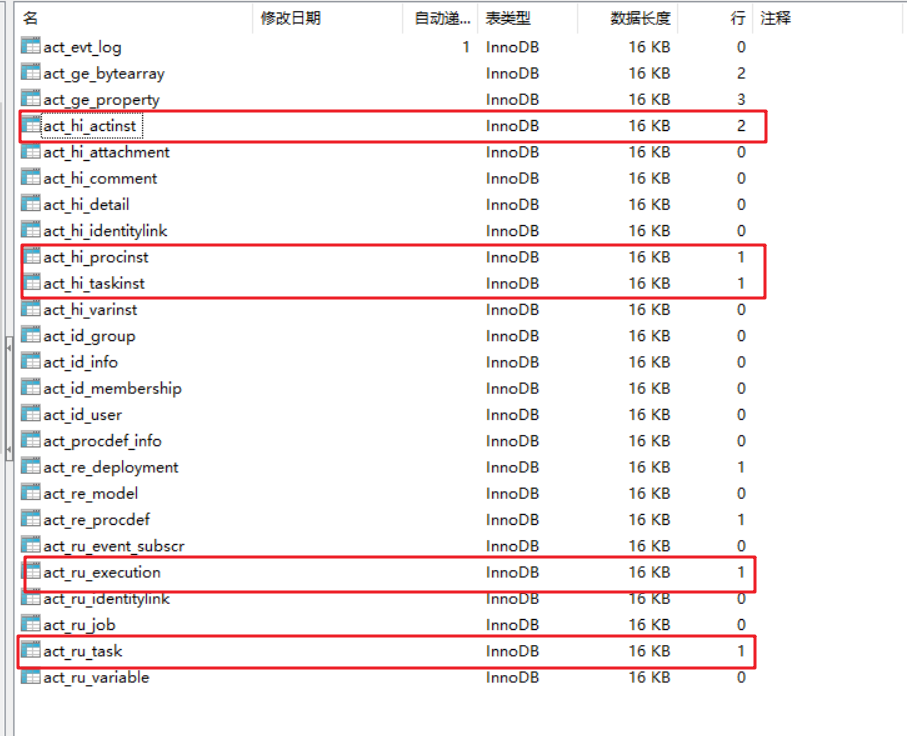 名 修改日期 自动递... 表类型 数据长度 行 注释
act_evt_log 1 InnoDB 16 KB 0
act_ge_bytearray InnoDB 16 KB 2
act_ge_property InnoDB 16 KB 3
act_hi_actinst InnoDB 16 KB 2
act_hi_attachment InnoDB 16 KB 0
act_hi_comment InnoDB 16 KB 0
act_hi_detail InnoDB 16 KB 0
act_hi_identitylink InnoDB 16 KB 0
act_hi_procinst InnoDB 16 KB 1
act_hi_taskinst InnoDB 16 KB 1
act_hi_varinst InnoDB 16 KB 0
act_id_group InnoDB 16 KB 0
act_id_info InnoDB 16 KB 0
act_id_membership InnoDB 16 KB 0
act_id_user InnoDB 16 KB 0
act_procdef_info InnoDB 16 KB 0
act_re_deployment InnoDB 16 KB 1
act_re_model InnoDB 16 KB 0
act_re_procdef InnoDB 16 KB 1
act_ru_event_subscr InnoDB 16 KB 0
act_ru_execution InnoDB 16 KB 1
act_ru_identitylink InnoDB 16 KB 0
act_ru_job InnoDB 16 KB 0
act_ru_task InnoDB 16 KB 1
act_ru_variable InnoDB 16 KB 0